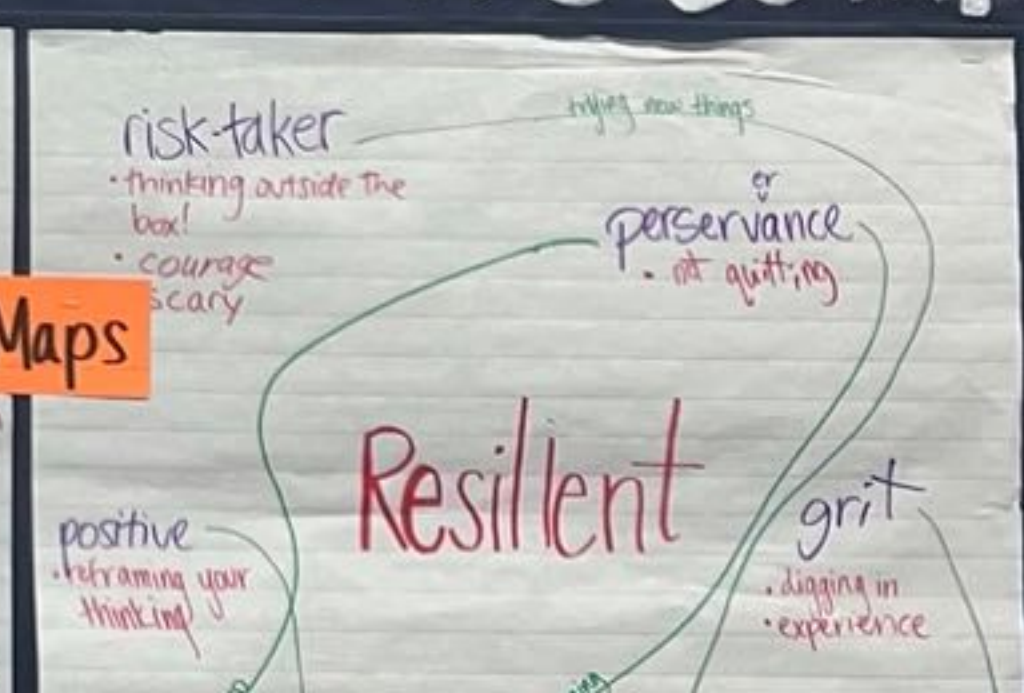 risk-taker
trying new things
• thinking outside the
box!
er
perservance
• not quitting
• courage
scary
Maps
Resilient
grit
positive
• reframing your
thinking
• digging in
• experience